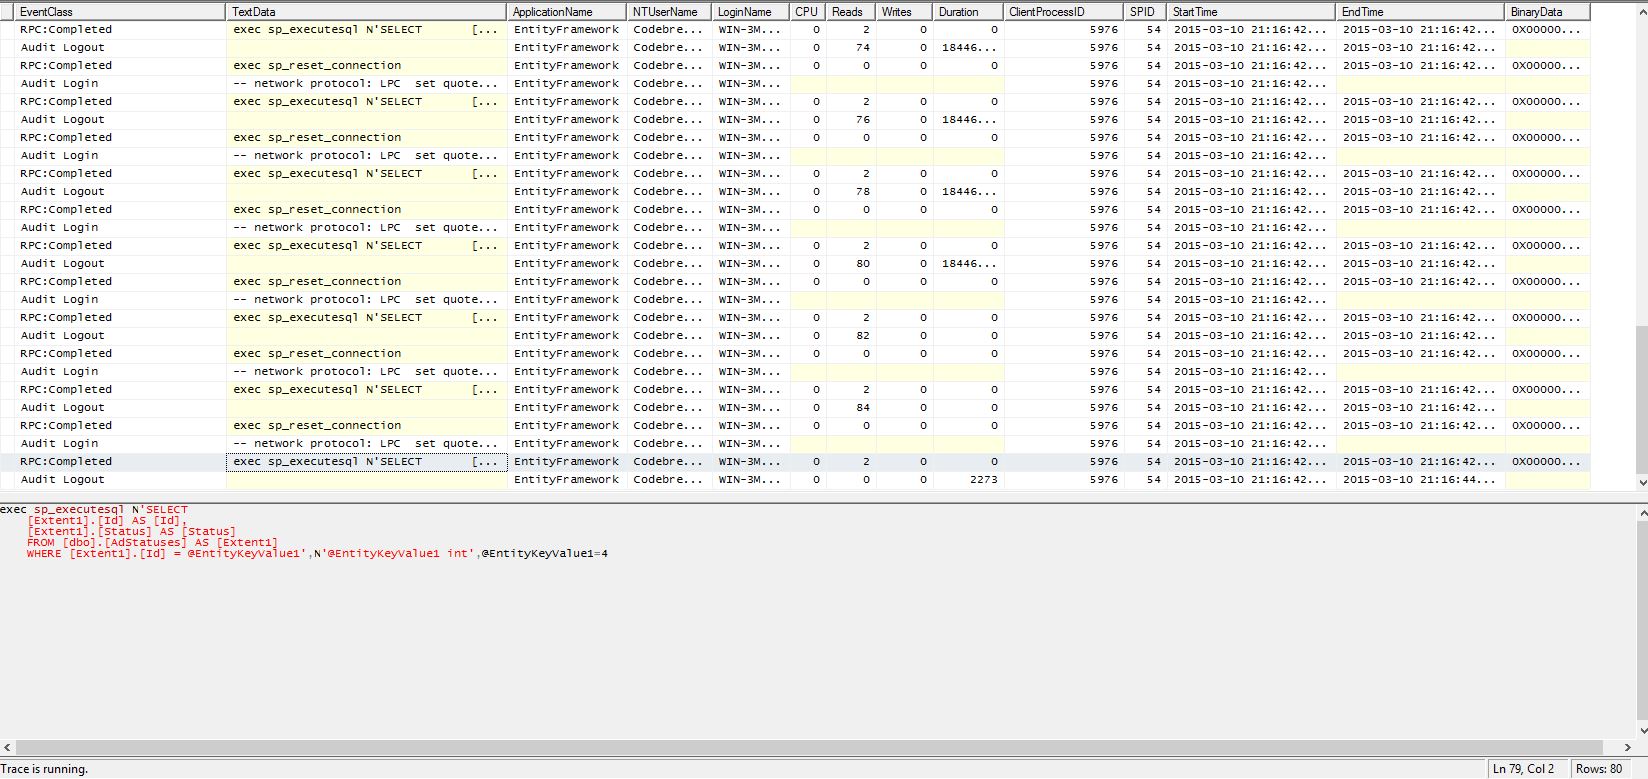 EventClass TextData ApplicationName NTUserName LoginName CPU Reads Writes Duration ClientProcessID SPID StartTime EndTime BinaryData
RPC:Completed exec sp_executesql N'SELECT [... EntityFramework Codebre... WIN-3M... 0 2 0 0 5976 54 2015-03-10 21:16:42... 2015-03-10 21:16:42... 0X00000...
Audit Logout EntityFramework Codebre... WIN-3M... 0 74 0 18446... 5976 54 2015-03-10 21:16:42... 2015-03-10 21:16:42...
RPC:Completed exec sp_reset_connection EntityFramework Codebre... WIN-3M... 0 0 0 0 5976 54 2015-03-10 21:16:42... 2015-03-10 21:16:42... 0X00000...
Audit Login -- network protocol: LPC set quote... EntityFramework Codebre... WIN-3M... 5976 54 2015-03-10 21:16:42...
RPC:Completed exec sp_executesql N'SELECT [... EntityFramework Codebre... WIN-3M... 0 2 0 0 5976 54 2015-03-10 21:16:42... 2015-03-10 21:16:42... 0X00000...
Audit Logout EntityFramework Codebre... WIN-3M... 0 76 0 18446... 5976 54 2015-03-10 21:16:42... 2015-03-10 21:16:42...
RPC:Completed exec sp_reset_connection EntityFramework Codebre... WIN-3M... 0 0 0 0 5976 54 2015-03-10 21:16:42... 2015-03-10 21:16:42... 0X00000...
Audit Login -- network protocol: LPC set quote... EntityFramework Codebre... WIN-3M... 5976 54 2015-03-10 21:16:42...
RPC:Completed exec sp_executesql N'SELECT [... EntityFramework Codebre... WIN-3M... 0 2 0 0 5976 54 2015-03-10 21:16:42... 2015-03-10 21:16:42... 0X00000...
Audit Logout EntityFramework Codebre... WIN-3M... 0 78 0 18446... 5976 54 2015-03-10 21:16:42... 2015-03-10 21:16:42...
RPC:Completed exec sp_reset_connection EntityFramework Codebre... WIN-3M... 0 0 0 0 5976 54 2015-03-10 21:16:42... 2015-03-10 21:16:42... 0X00000...
Audit Login -- network protocol: LPC set quote... EntityFramework Codebre... WIN-3M... 5976 54 2015-03-10 21:16:42...
RPC:Completed exec sp_executesql N'SELECT [... EntityFramework Codebre... WIN-3M... 0 2 0 0 5976 54 2015-03-10 21:16:42... 2015-03-10 21:16:42... 0X00000...
Audit Logout EntityFramework Codebre... WIN-3M... 0 80 0 18446... 5976 54 2015-03-10 21:16:42... 2015-03-10 21:16:42...
RPC:Completed exec sp_reset_connection EntityFramework Codebre... WIN-3M... 0 0 0 0 5976 54 2015-03-10 21:16:42... 2015-03-10 21:16:42... 0X00000...
Audit Login -- network protocol: LPC set quote... EntityFramework Codebre... WIN-3M... 5976 54 2015-03-10 21:16:42...
RPC:Completed exec sp_executesql N'SELECT [... EntityFramework Codebre... WIN-3M... 0 2 0 0 5976 54 2015-03-10 21:16:42... 2015-03-10 21:16:42... 0X00000...
Audit Logout EntityFramework Codebre... WIN-3M... 0 82 0 0 5976 54 2015-03-10 21:16:42... 2015-03-10 21:16:42...
RPC:Completed exec sp_reset_connection EntityFramework Codebre... WIN-3M... 0 0 0 0 5976 54 2015-03-10 21:16:42... 2015-03-10 21:16:42... 0X00000...
Audit Login -- network protocol: LPC set quote... EntityFramework Codebre... WIN-3M... 5976 54 2015-03-10 21:16:42...
RPC:Completed exec sp_executesql N'SELECT [... EntityFramework Codebre... WIN-3M... 0 2 0 0 5976 54 2015-03-10 21:16:42... 2015-03-10 21:16:42... 0X00000...
Audit Logout EntityFramework Codebre... WIN-3M... 0 84 0 0 5976 54 2015-03-10 21:16:42... 2015-03-10 21:16:42...
RPC:Completed exec sp_reset_connection EntityFramework Codebre... WIN-3M... 0 0 0 0 5976 54 2015-03-10 21:16:42... 2015-03-10 21:16:42... 0X00000...
Audit Login -- network protocol: LPC set quote... EntityFramework Codebre... WIN-3M... 5976 54 2015-03-10 21:16:42...
RPC:Completed exec sp_executesql N'SELECT [... EntityFramework Codebre... WIN-3M... 0 2 0 0 5976 54 2015-03-10 21:16:42... 2015-03-10 21:16:42... 0X00000...
Audit Logout EntityFramework Codebre... WIN-3M... 0 0 0 2273 5976 54 2015-03-10 21:16:42... 2015-03-10 21:16:44...
exec sp_executesql N'SELECT
[Extent1].[Id] AS [Id],
[Extent1].[Status] AS [Status]
FROM [dbo].[AdStatuses] AS [Extent1]
WHERE [Extent1].[Id] = @EntityKeyValue1',N'@EntityKeyValue1 int',@EntityKeyValue1=4
Trace is running. Ln 79, Col 2 Rows: 80